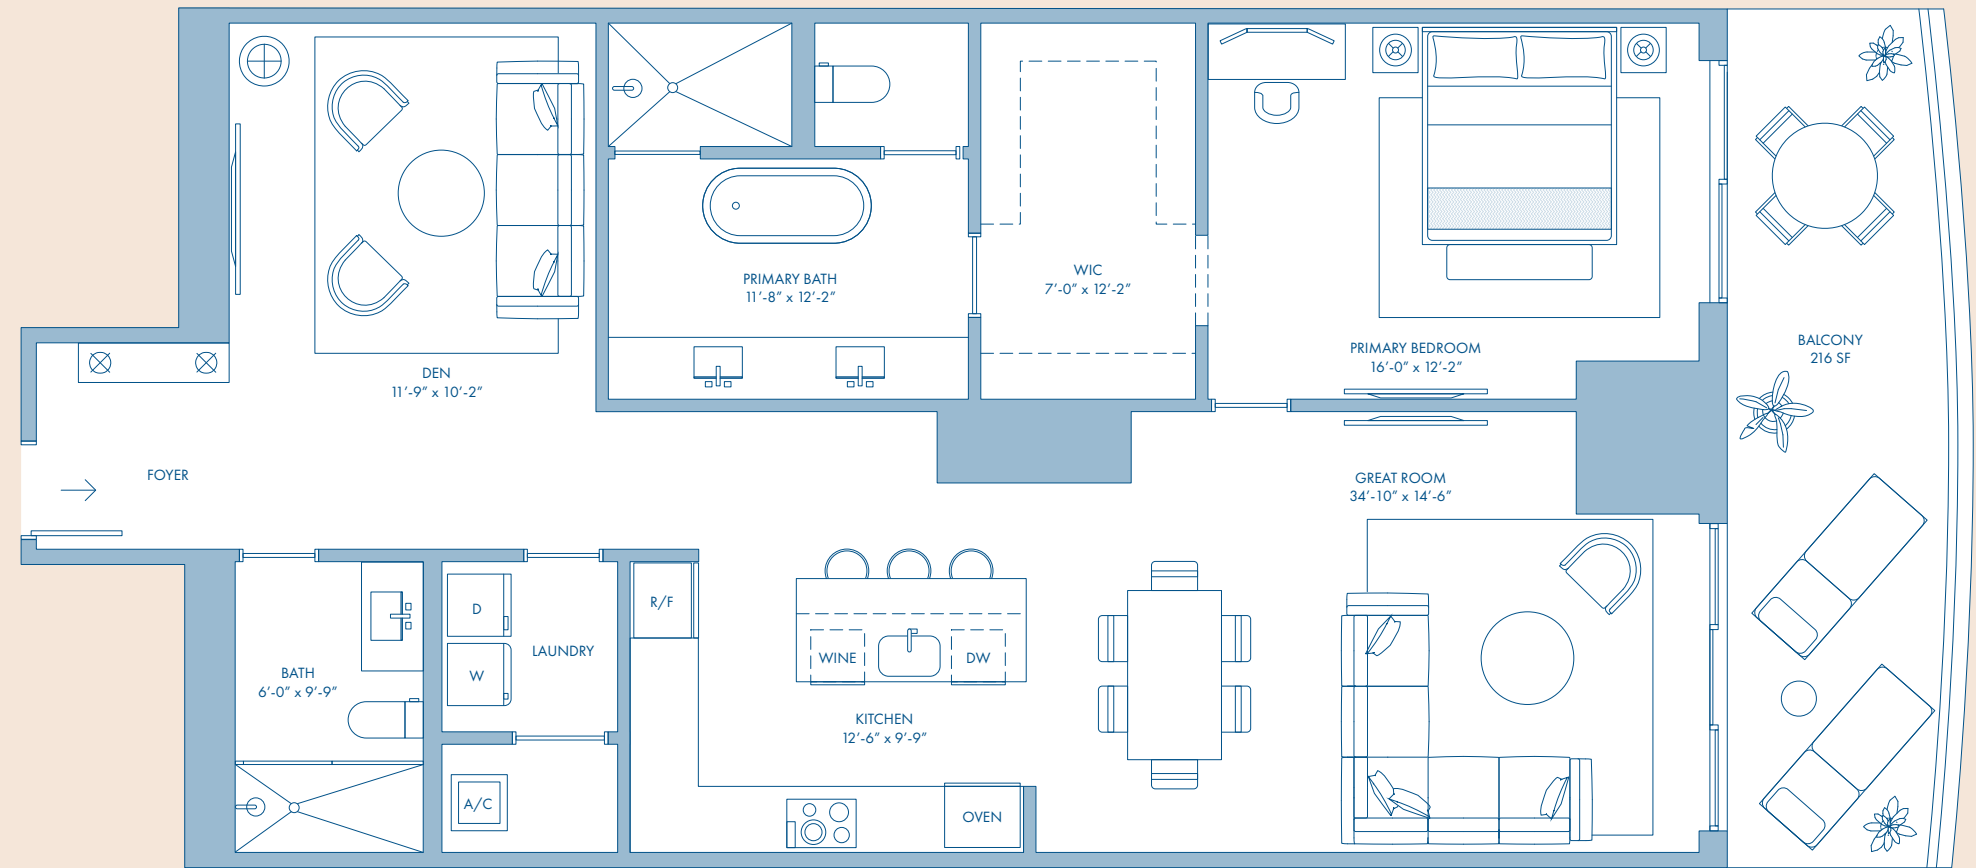 DEN
11'-9" x 10'-2"
PRIMARY BATH
11'-8" x 12'-2"
WIC
7'-0" x 12'-2"
PRIMARY BEDROOM
16'-0" x 12'-2"
BALCONY
216 SF
FOYER
GREAT ROOM
34'-10" x 14'-6"
BATH
6'-0" x 9'-9"
D
W
LAUNDRY
A/C
R/F
WINE
DW
KITCHEN
12'-6" x 9'-9"
OVEN